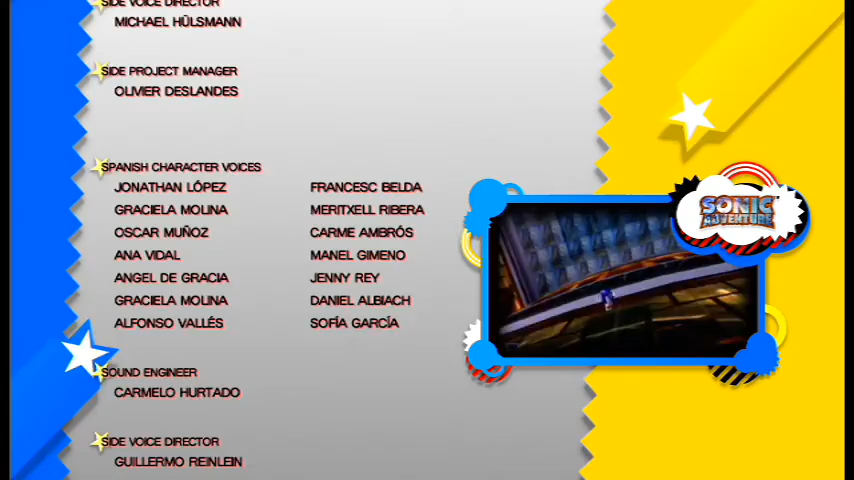 SIDE VOICE DIRECTOR
MICHAEL HÜLSMANN
SIDE PROJECT MANAGER
OLIVIER DESLANDES
SPANISH CHARACTER VOICES
JONATHAN LÓPEZ FRANCESC BELDA
GRACIELA MOLINA MERITXELL RIBERA
OSCAR MUÑOZ CARME AMBRÓS
ANA VIDAL MANEL GIMENO
ANGEL DE GRACIA JENNY REY
GRACIELA MOLINA DANIEL ALBIACH
ALFONSO VALLÉS SOFÍA GARCÍA
SOUND ENGINEER
CARMELO HURTADO
SIDE VOICE DIRECTOR
GUILLERMO REINLEIN
SONIC
ADVENTURE